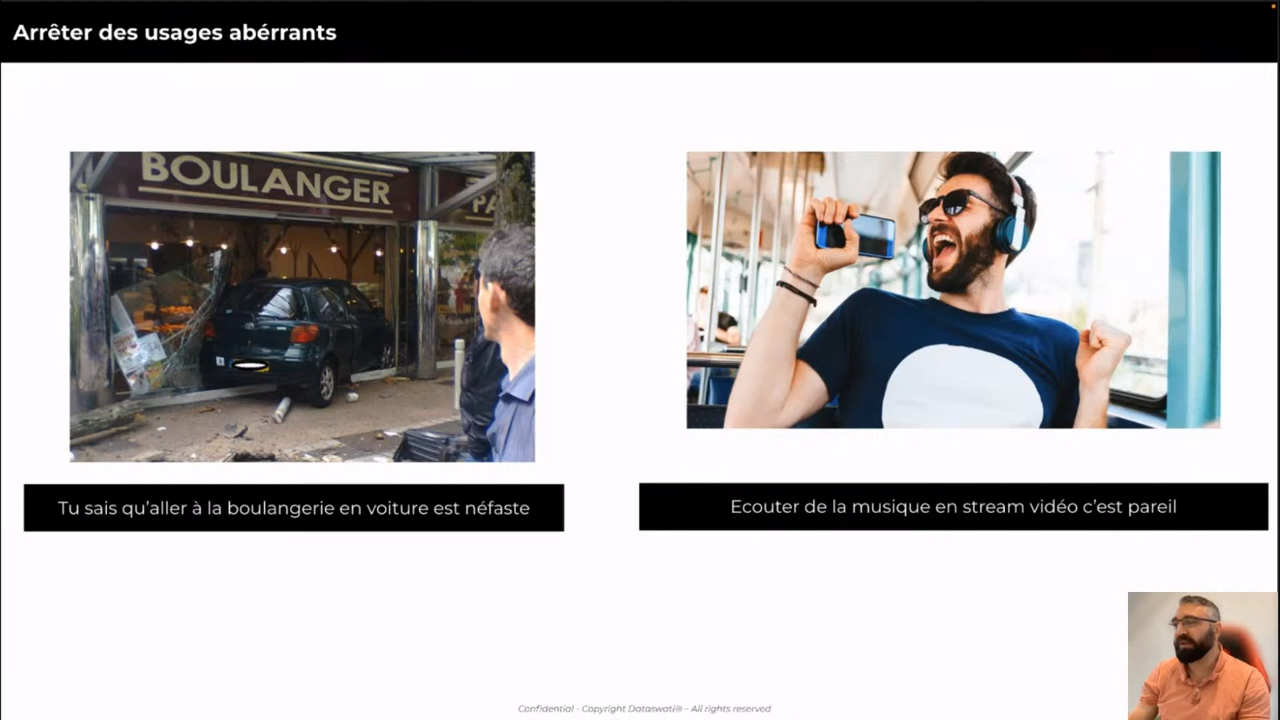 Arrêter des usages abérrants
BOULANGER
PA
Tu sais qu'aller à la boulangerie en voiture est néfaste
Ecouter de la musique en stream vidéo c'est pareil
Confidential - Copyright Dataswati® - All rights reserved